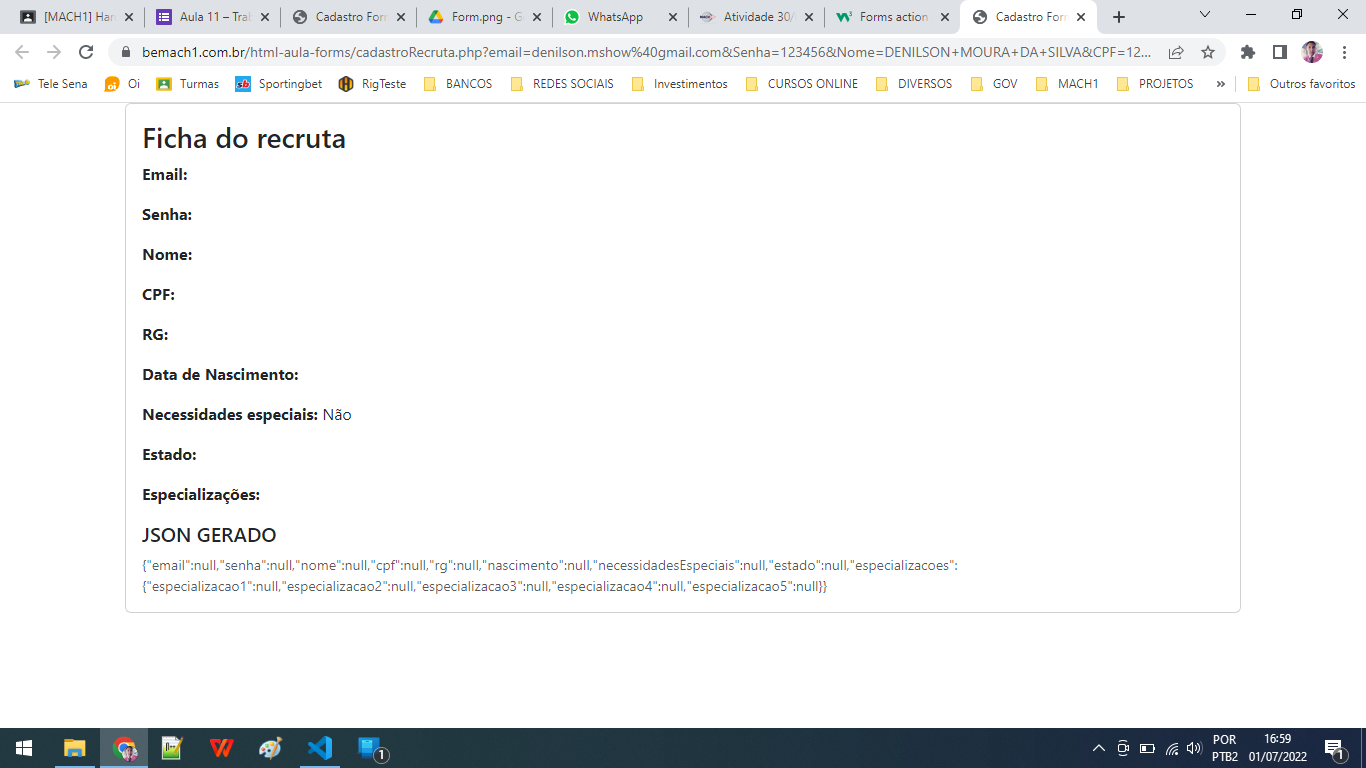 [MACH1] Han
Aula 11 – Tral
Cadastro Form
Form.png - G
WhatsApp
Atividade 30/
Forms action
Cadastro Form
bemach1.com.br/html-aula-forms/cadastroRecruta.php?email=denilson.mshow%40gmail.com&Senha=123456&Nome=DENILSON+MOURA+DA+SILVA&CPF=12...
Tele Sena
Oi
Turmas
Sportingbet
RigTeste
BANCOS
REDES SOCIAIS
Investimentos
CURSOS ONLINE
DIVERSOS
GOV
MACH1
PROJETOS
»
Outros favoritos
Ficha do recruta
Email:
Senha:
Nome:
CPF:
RG:
Data de Nascimento:
Necessidades especiais: Não
Estado:
Especializações:
JSON GERADO
{"email":null,"senha":null,"nome":null,"cpf":null,"rg":null,"nascimento":null,"necessidadesEspeciais":null,"estado":null,"especializacoes":
{"especializacao1":null,"especializacao2":null,"especializacao3":null,"especializacao4":null,"especializacao5":null}}
1
POR
PTB2
16:59
01/07/2022
1